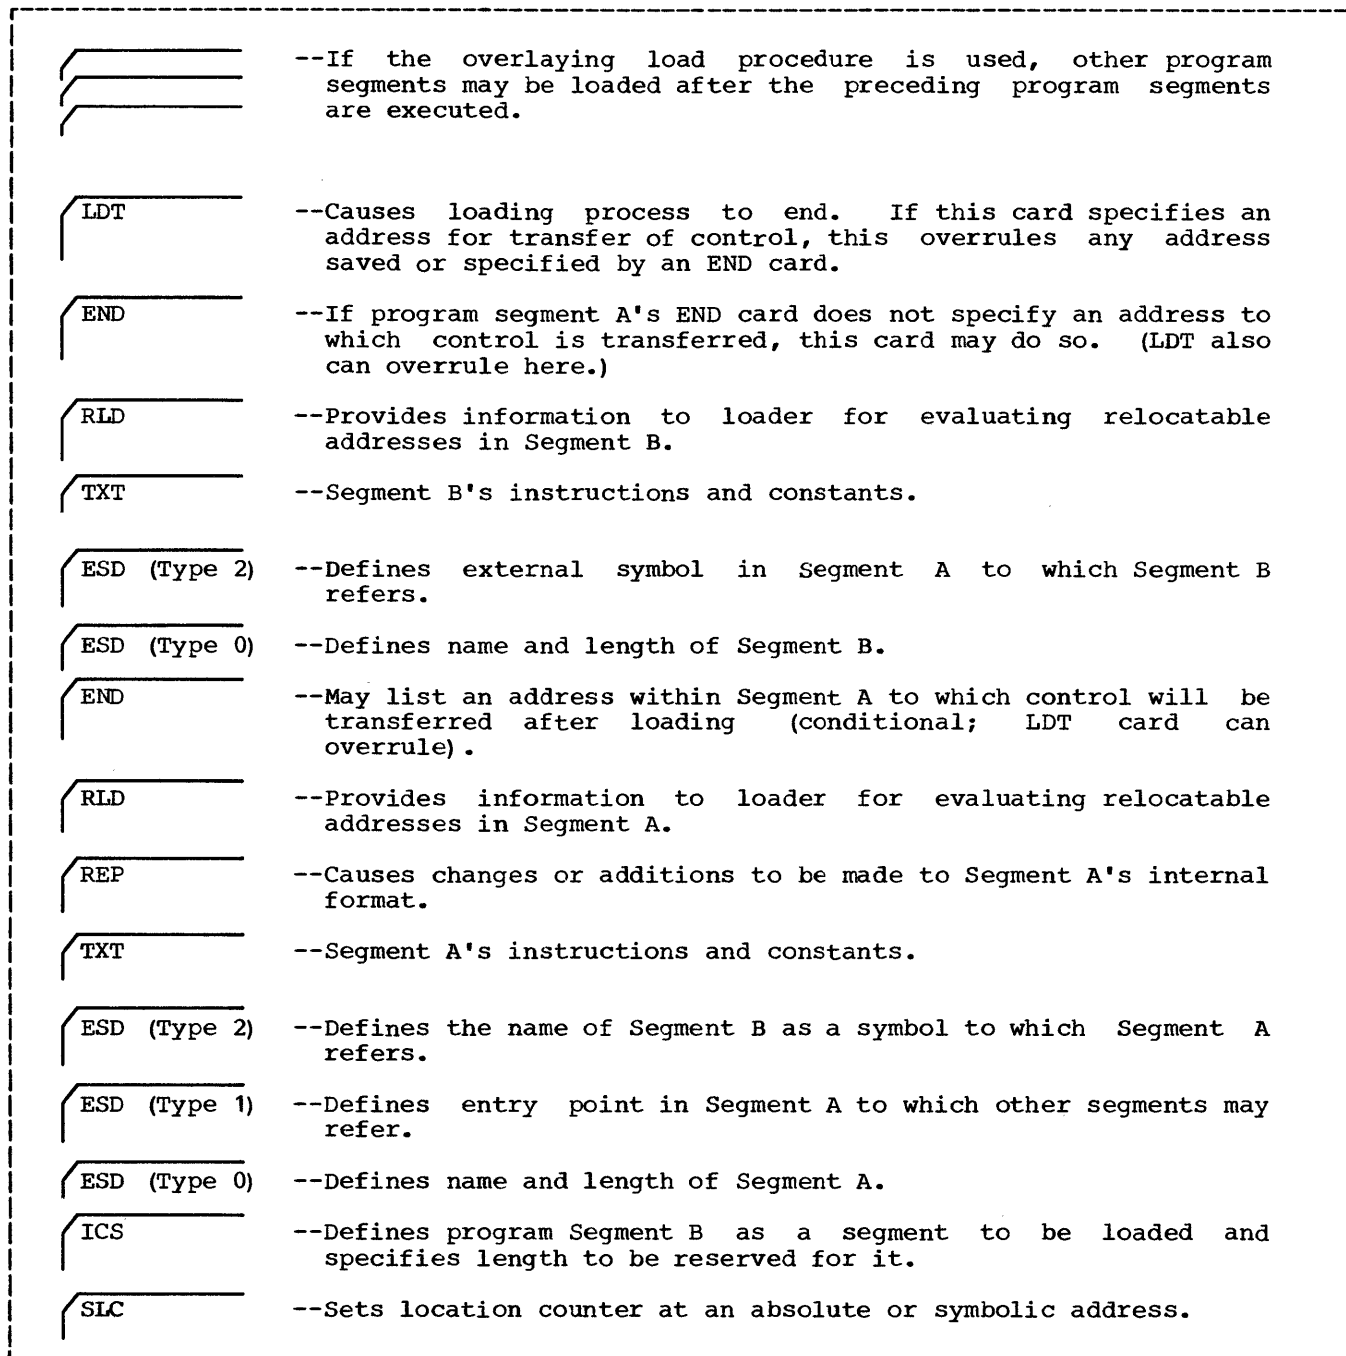 --If the overlaying load procedure is used, other program
segments may be loaded after the preceding program segments
are executed.
LDT --Causes loading process to end. If this card specifies an
address for transfer of control, this overrules any address
saved or specified by an END card.
END --If program segment A's END card does not specify an address to
which control is transferred, this card may do so. (LDT also
can overrule here.)
RLD --Provides information to loader for evaluating relocatable
addresses in Segment B.
TXT --Segment B's instructions and constants.
ESD (Type 2) --Defines external symbol in Segment A to which Segment B
refers.
ESD (Type 0) --Defines name and length of Segment B.
END --May list an address within Segment A to which control will be
transferred after loading (conditional; LDT card can
overrule).
RLD --Provides information to loader for evaluating relocatable
addresses in Segment A.
REP --Causes changes or additions to be made to Segment A's internal
format.
TXT --Segment A's instructions and constants.
ESD (Type 2) --Defines the name of Segment B as a symbol to which Segment A
refers.
ESD (Type 1) --Defines entry point in Segment A to which other segments may
refer.
ESD (Type 0) --Defines name and length of Segment A.
ICS --Defines program Segment B as a segment to be loaded and
specifies length to be reserved for it.
SLC --Sets location counter at an absolute or symbolic address.